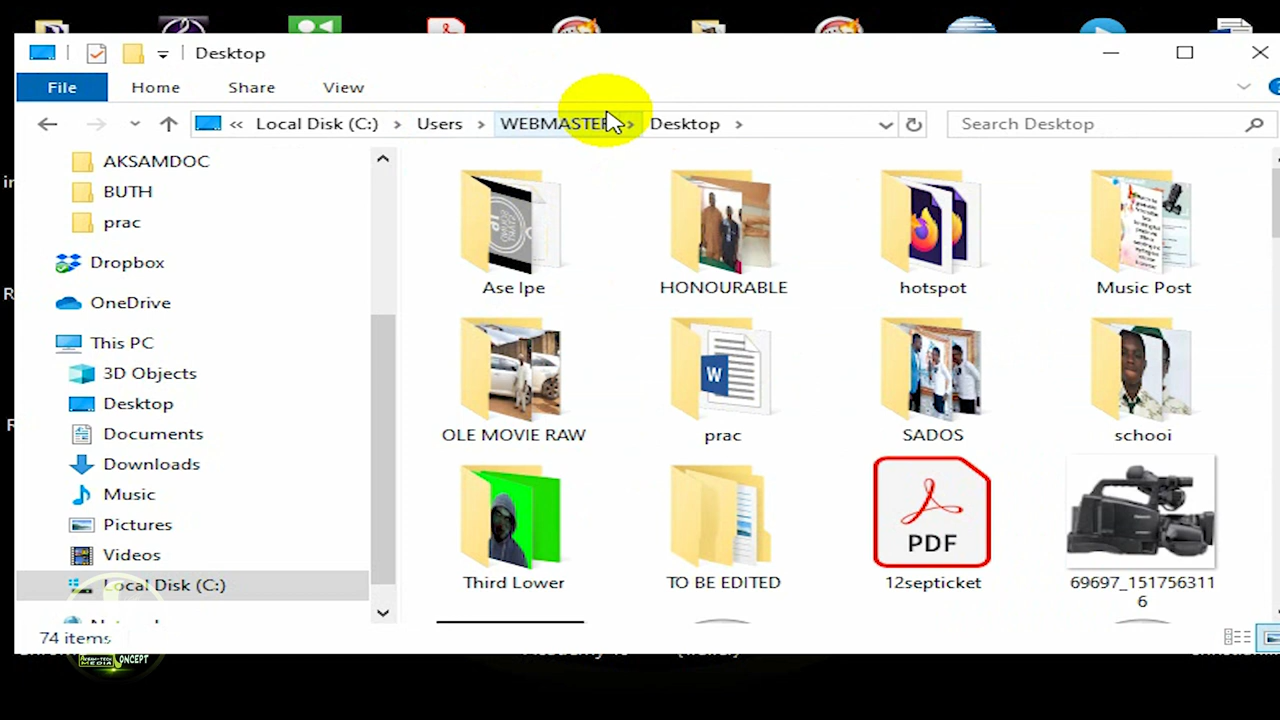 Desktop
File Home Share View
« Local Disk (C:) > Users > WEBMASTER > Desktop >
Search Desktop
AKSAMDOC
BUTH
prac
Dropbox
OneDrive
This PC
3D Objects
Desktop
Documents
Downloads
Music
Pictures
Videos
Local Disk (C:)
Ase Ipe
HONOURABLE
hotspot
Music Post
OLE MOVIE RAW
W
prac
SADOS
schooi
Third Lower
TO BE EDITED
PDF
12septicket
69697_151756311
6
74 items
MEDIA CONCEPT